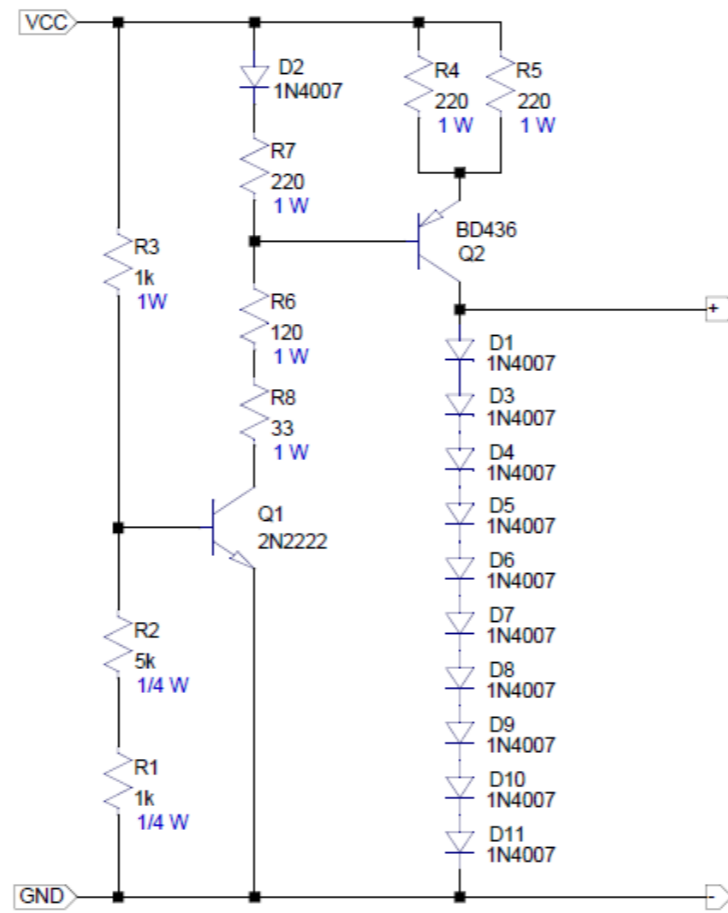 VCC
D2
1N4007
R4
220
1 W
R5
220
1 W
R7
220
1 W
BD436
Q2
R3
1k
1W
R6
120
1 W
+
D1
1N4007
R8
33
1 W
D3
1N4007
D4
1N4007
Q1
2N2222
D5
1N4007
D6
1N4007
R2
5k
1/4 W
D7
1N4007
D8
1N4007
D9
1N4007
R1
1k
1/4 W
D10
1N4007
D11
1N4007
GND
-